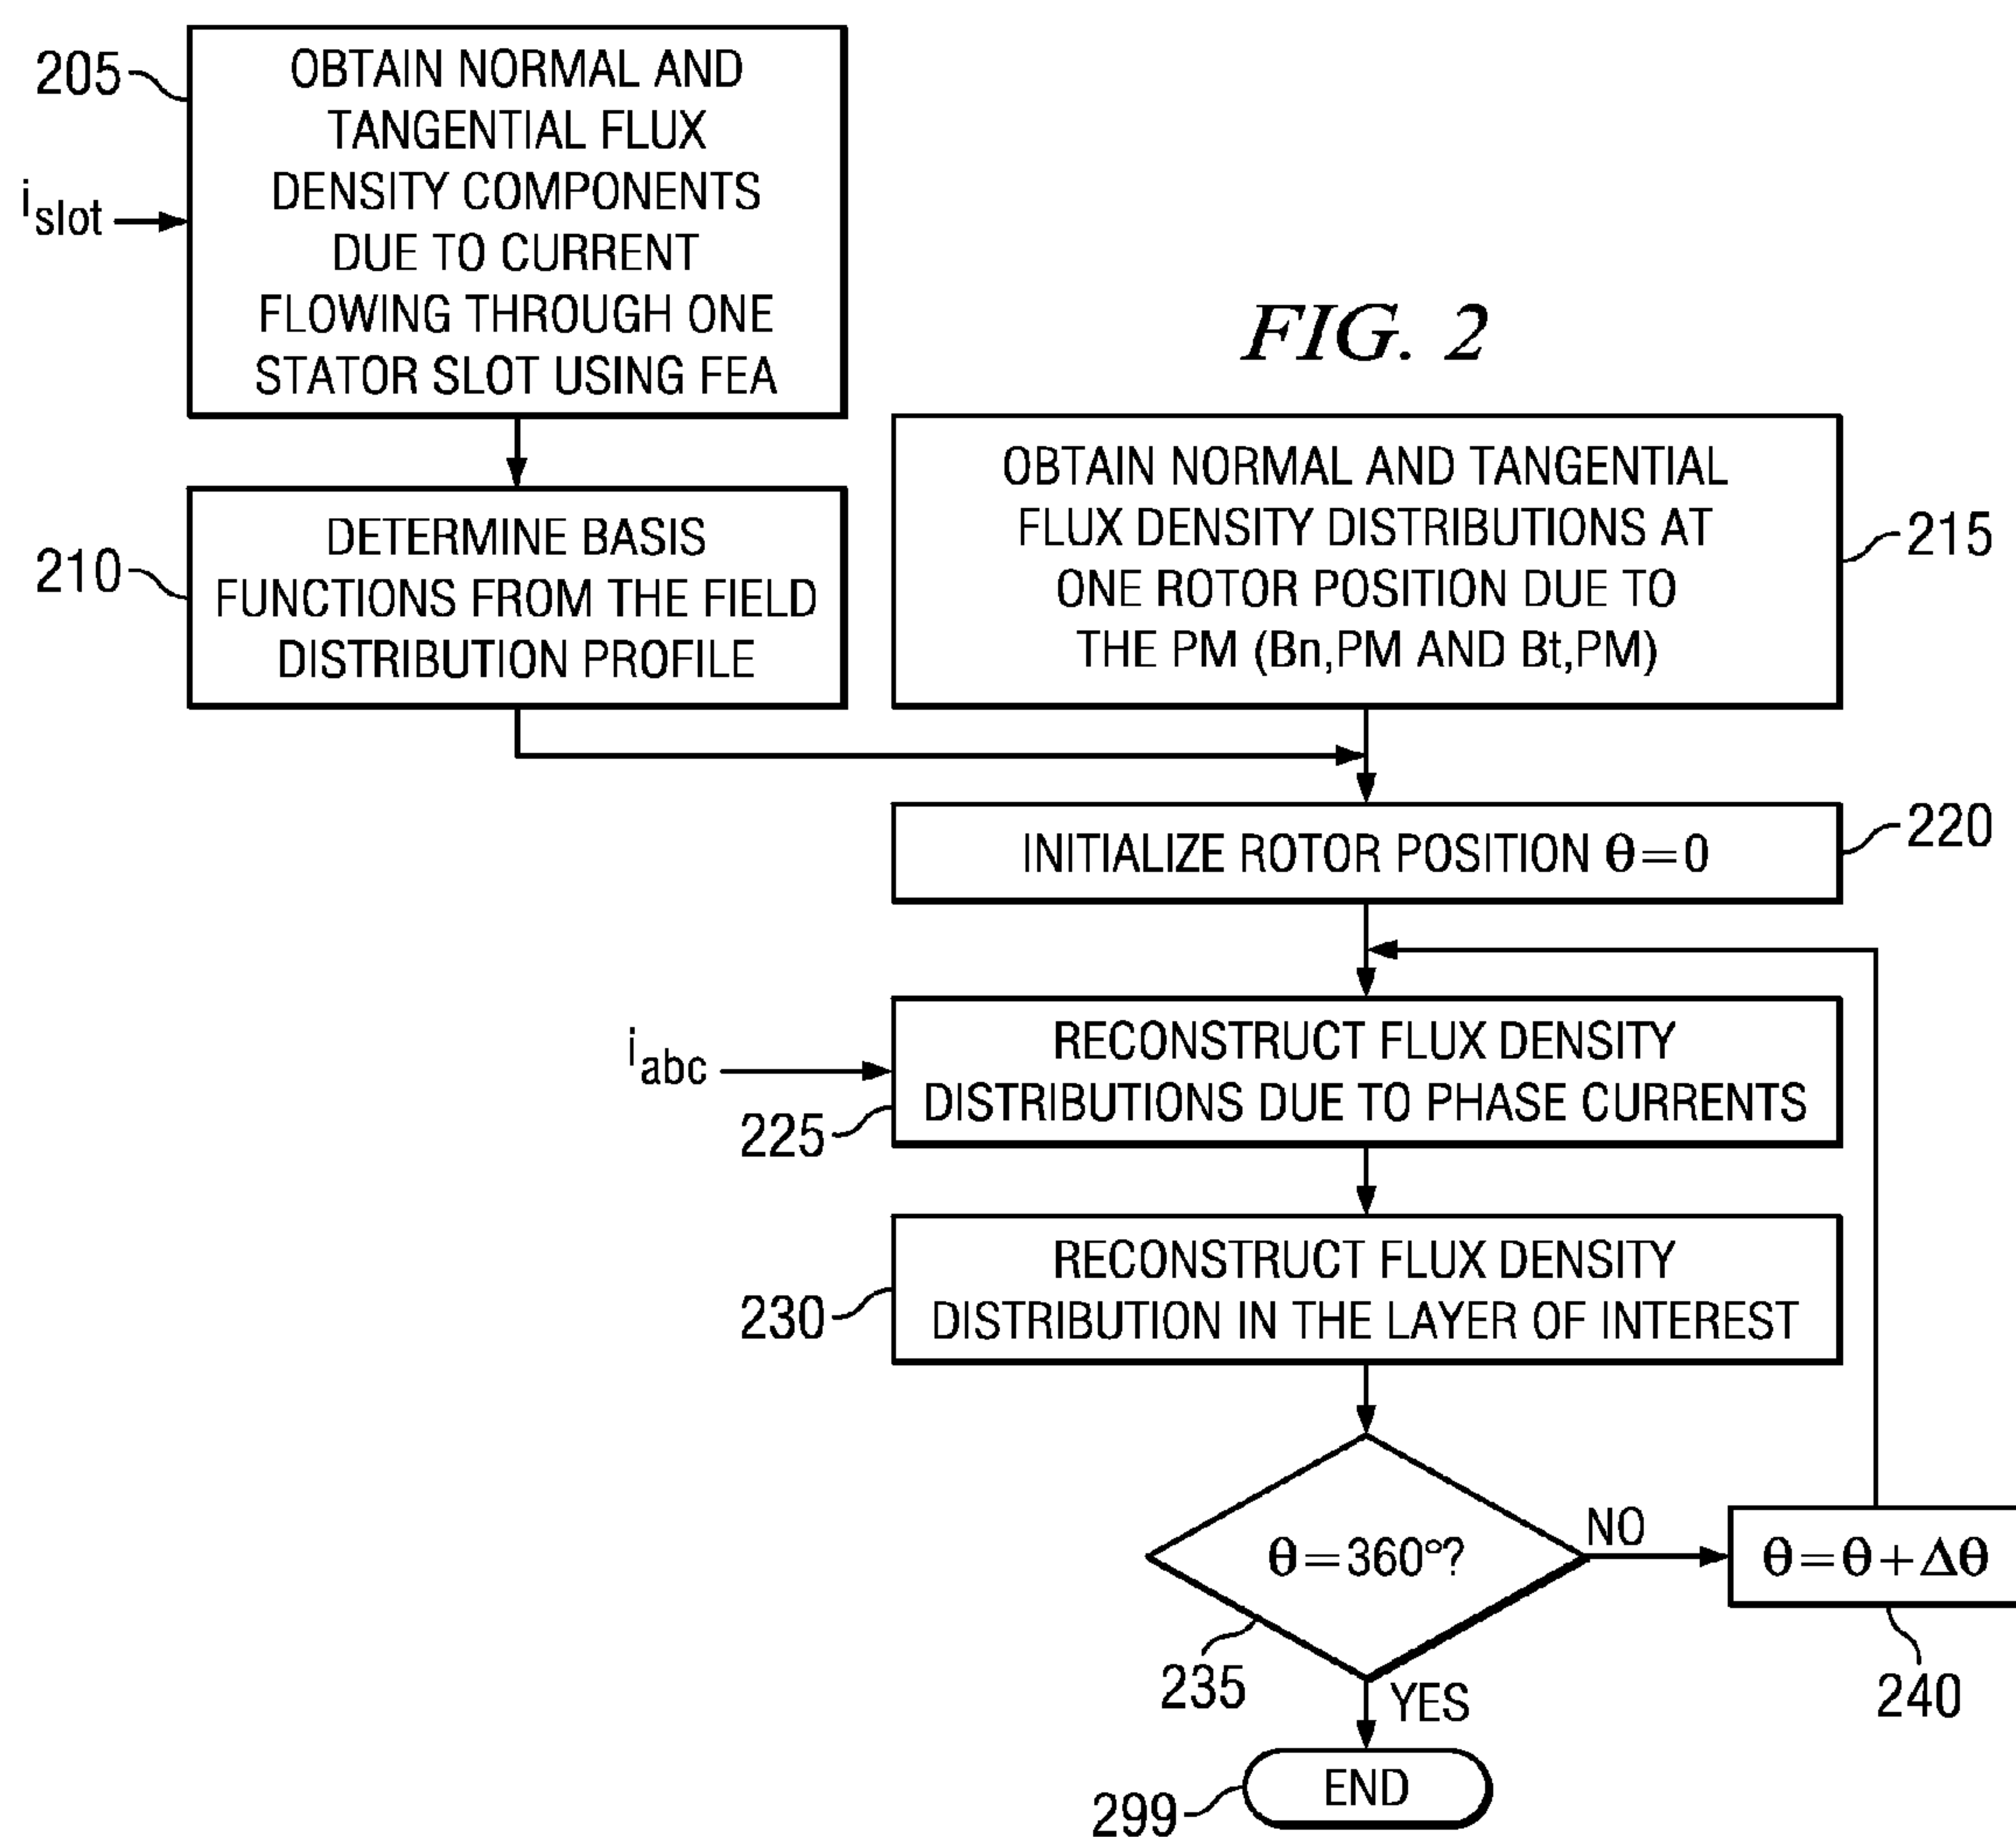 205
OBTAIN NORMAL AND
TANGENTIAL FLUX
DENSITY COMPONENTS
DUE TO CURRENT
FLOWING THROUGH ONE
STATOR SLOT USING FEA
i slot
FIG. 2
210
DETERMINE BASIS
FUNCTIONS FROM THE FIELD
DISTRIBUTION PROFILE
OBTAIN NORMAL AND TANGENTIAL
FLUX DENSITY DISTRIBUTIONS AT
ONE ROTOR POSITION DUE TO
THE PM (Bn,PM AND Bt,PM)
215
INITIALIZE ROTOR POSITION θ=0
220
i abc
RECONSTRUCT FLUX DENSITY
DISTRIBUTIONS DUE TO PHASE CURRENTS
225
RECONSTRUCT FLUX DENSITY
DISTRIBUTION IN THE LAYER OF INTEREST
230
θ=360°?
NO
θ=θ+Δθ
235
240
YES
END
299